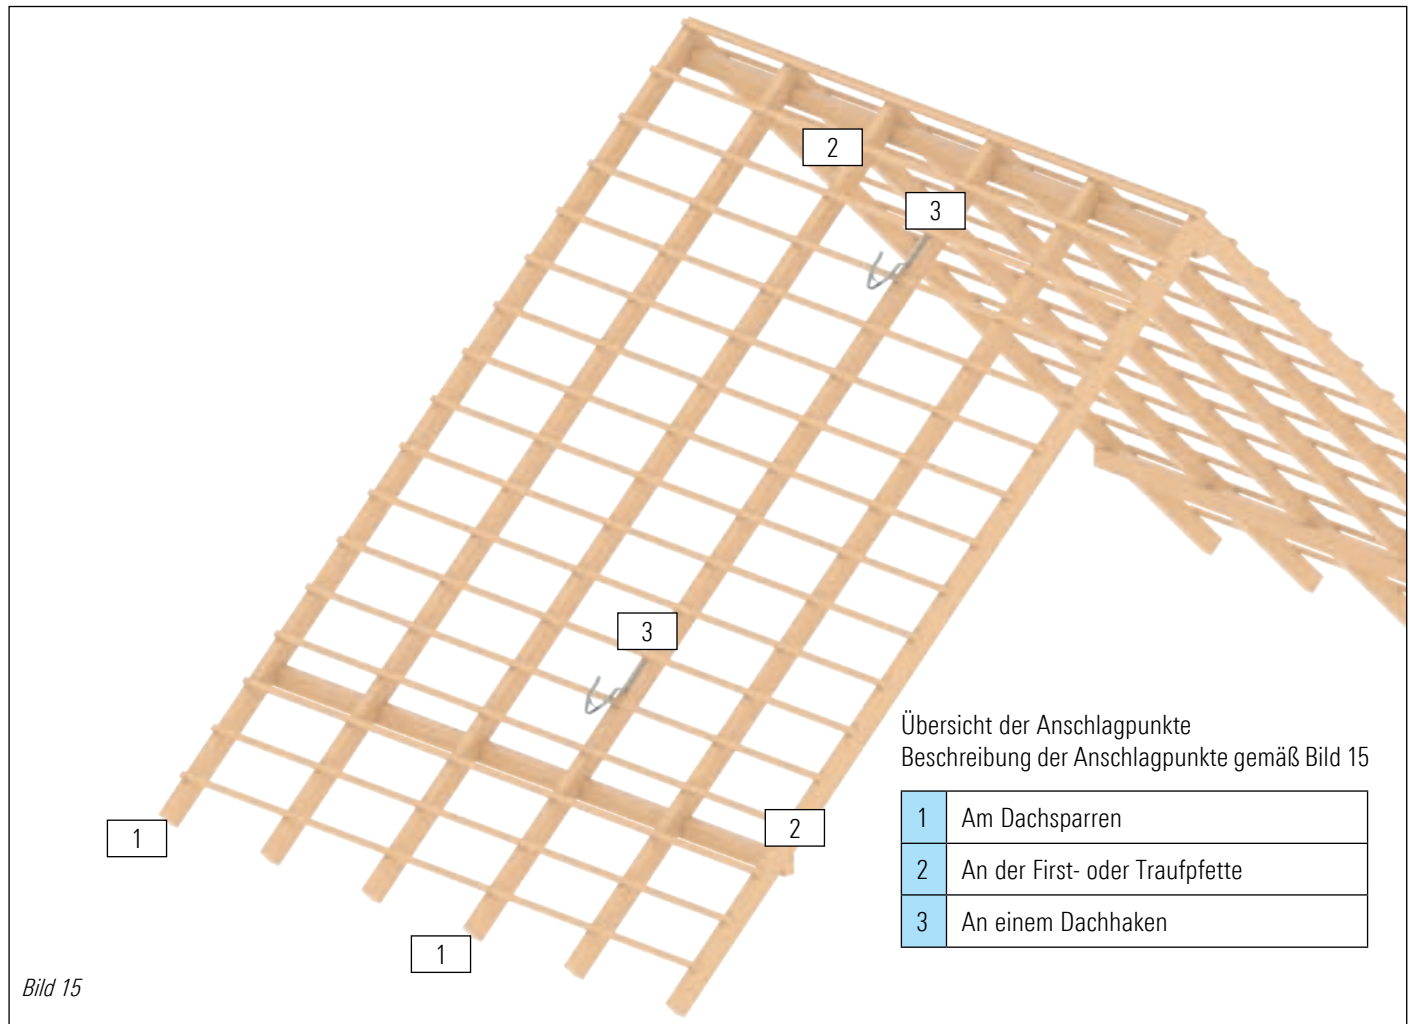 2
3
3
Übersicht der Anschlagpunkte
Beschreibung der Anschlagpunkte gemäß Bild 15
1 Am Dachsparren
2 An der First- oder Traufpfette
3 An einem Dachhaken
2
1
1
Bild 15